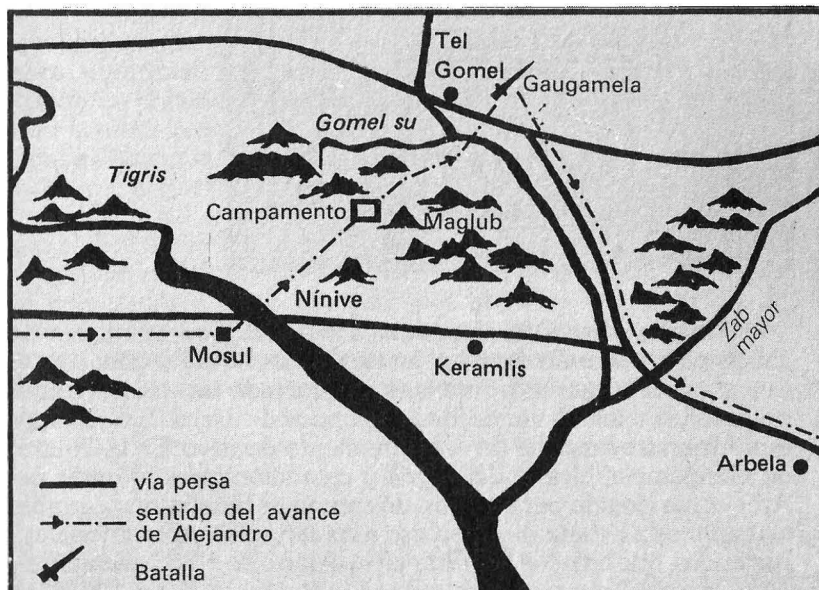 Tel
Gomel
Gaugamela
Gomel su
Tigris
Campamento
Maglub
Nínive
Zab
mayor
Mosul
Keramlis
Arbela
vía persa
sentido del avance
de Alejandro
Batalla